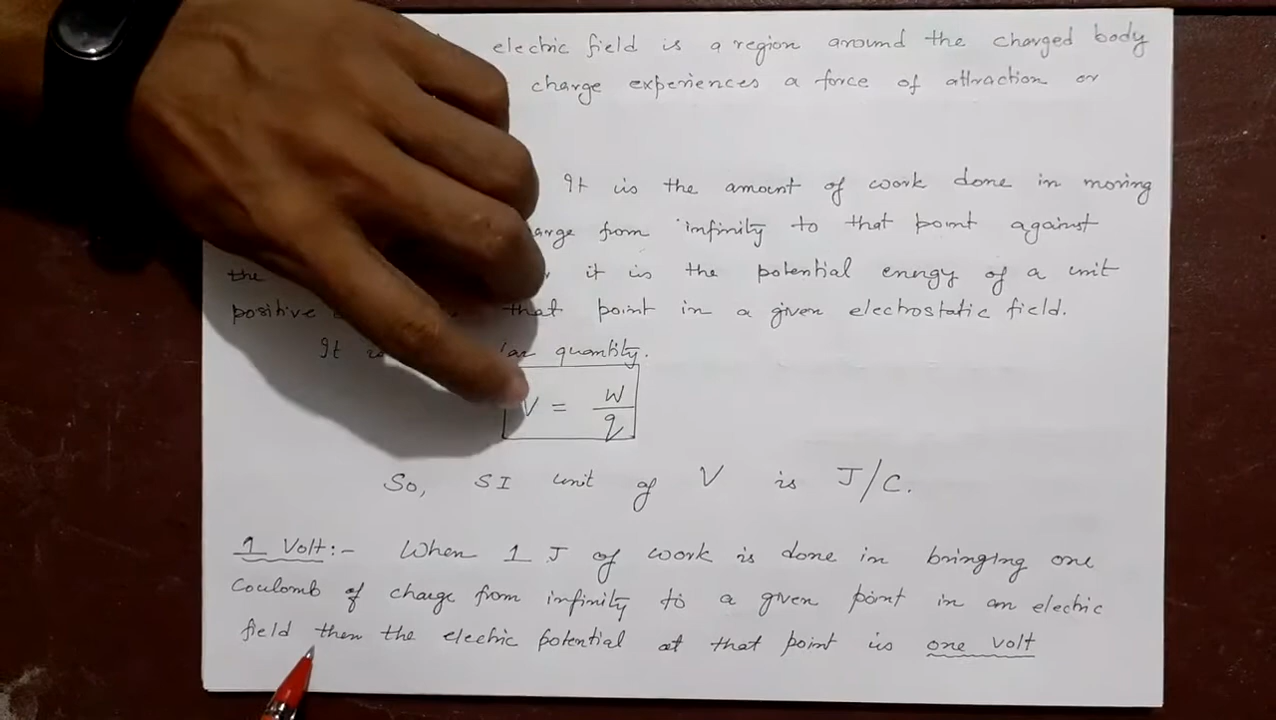 electric field is a region around the charged body
charge experiences a force of attraction or
It is the amount of work done in moving
from infinity to that point against
the it is the potential energy of a unit
positive that point in a given electrostatic field.
It quantity.
V = W/q
So, SI unit of V is J/C.
1 Volt:- When 1 J of work is done in bringing one
Coulomb of charge from infinity to a given point in an electric
field then the electric potential at that point is one volt